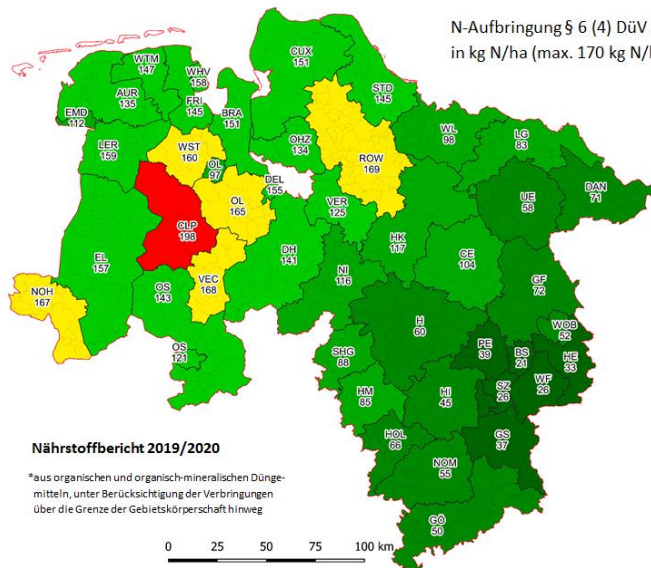 N-Aufbringung § 6 (4) DüV
in kg N/ha (max. 170 kg N/
CUX
151
WTM
147
WHV
158
AUR
135
FRI
145
BRA
151
STD
145
EMD
112
OHZ
134
WL
98
LG
83
LER
159
WST
160
OL
97
ROW
169
DEL
155
UE
58
DAN
71
OL
165
VER
125
CLP
198
HK
117
CE
104
EL
157
DH
141
NI
116
GF
72
NOH
167
OS
143
VEC
168
H
60
WOB
52
PE
39
BS
21
HE
33
OS
121
SHG
88
SZ
26
WF
26
HM
85
HI
45
HOL
66
GS
37
NOM
55
GÖ
50
Nährstoffbericht 2019/2020
*aus organischen und organisch-mineralischen Dünge-
mitteln, unter Berücksichtigung der Verbringungen
über die Grenze der Gebietskörperschaft hinweg
0 25 50 75 100 km